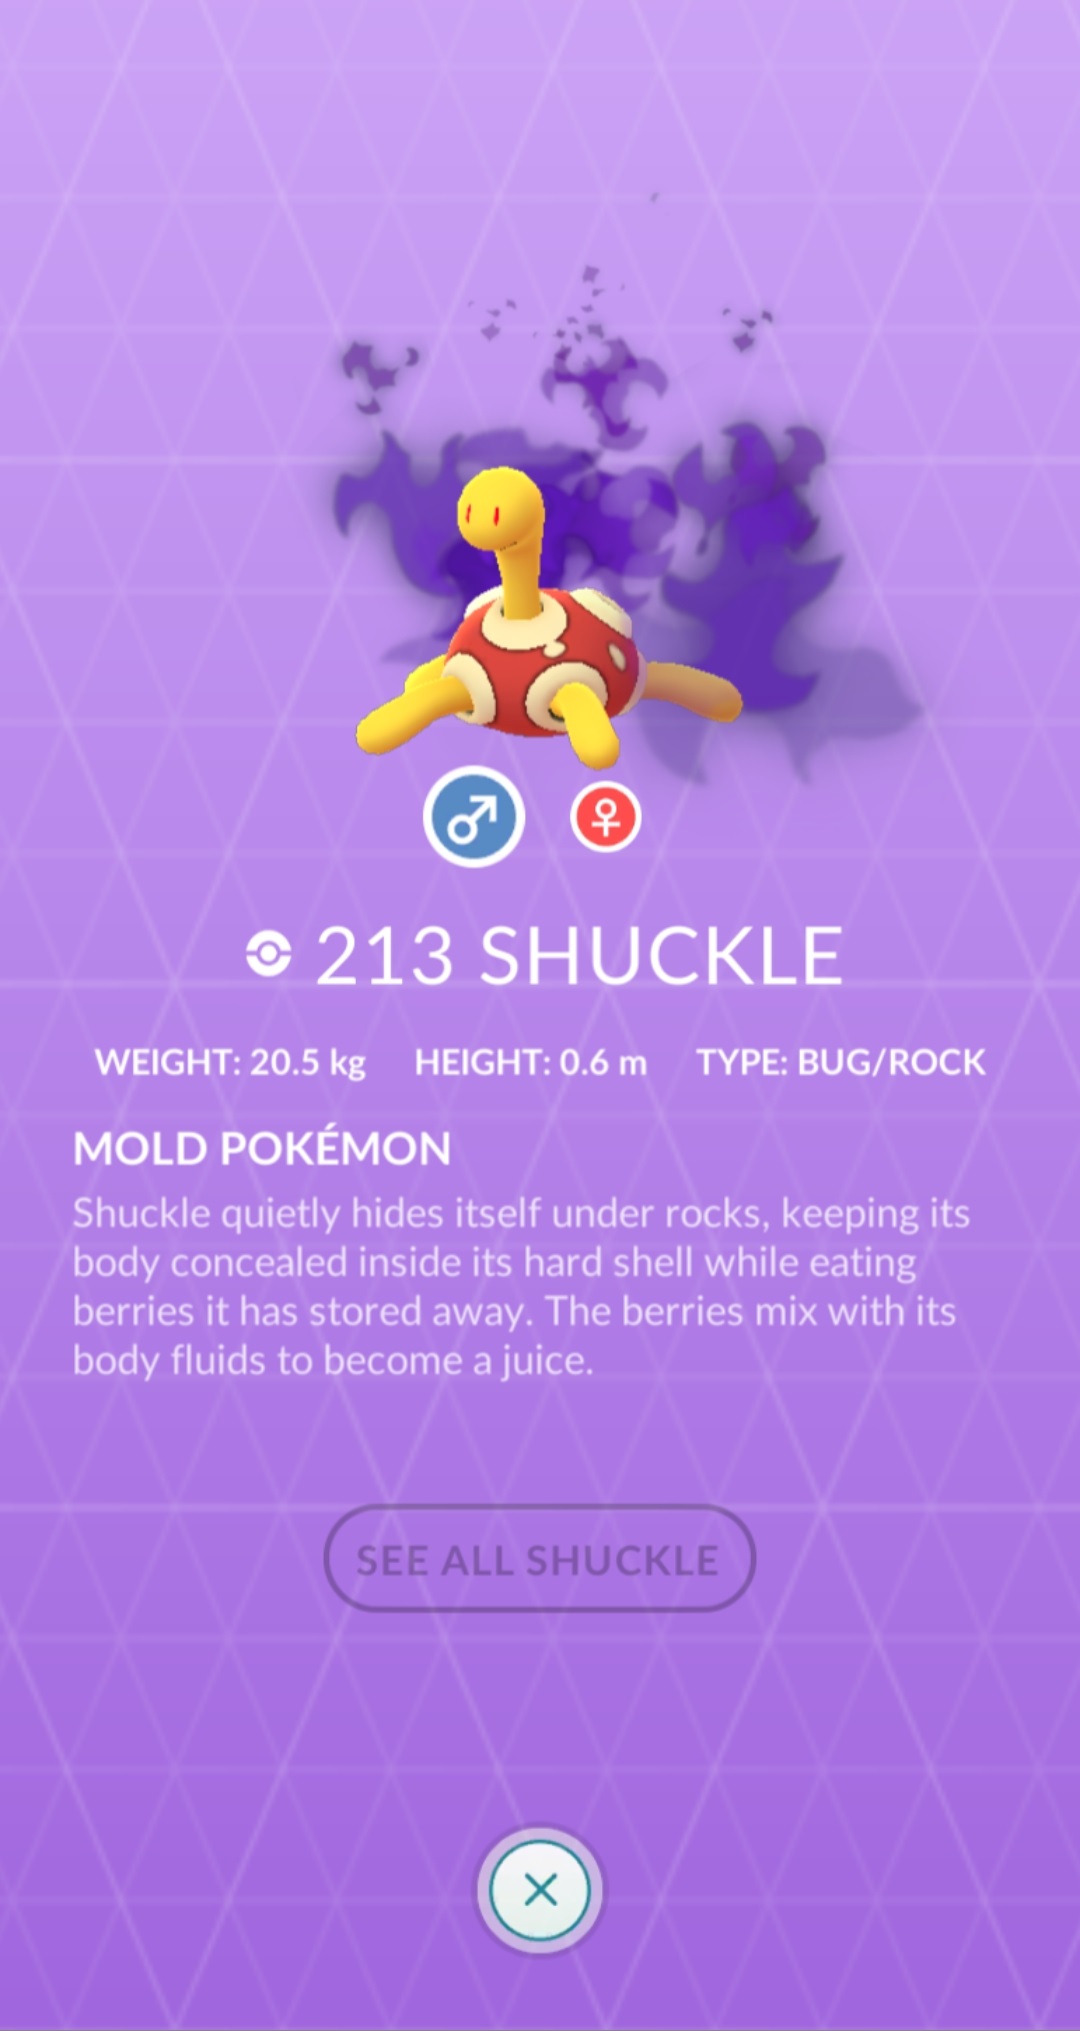 213 SHUCKLE
WEIGHT: 20.5 kg HEIGHT: 0.6 m TYPE: BUG/ROCK
MOLD POKÉMON
Shuckle quietly hides itself under rocks, keeping its
body concealed inside its hard shell while eating
berries it has stored away. The berries mix with its
body fluids to become a juice.
SEE ALL SHUCKLE